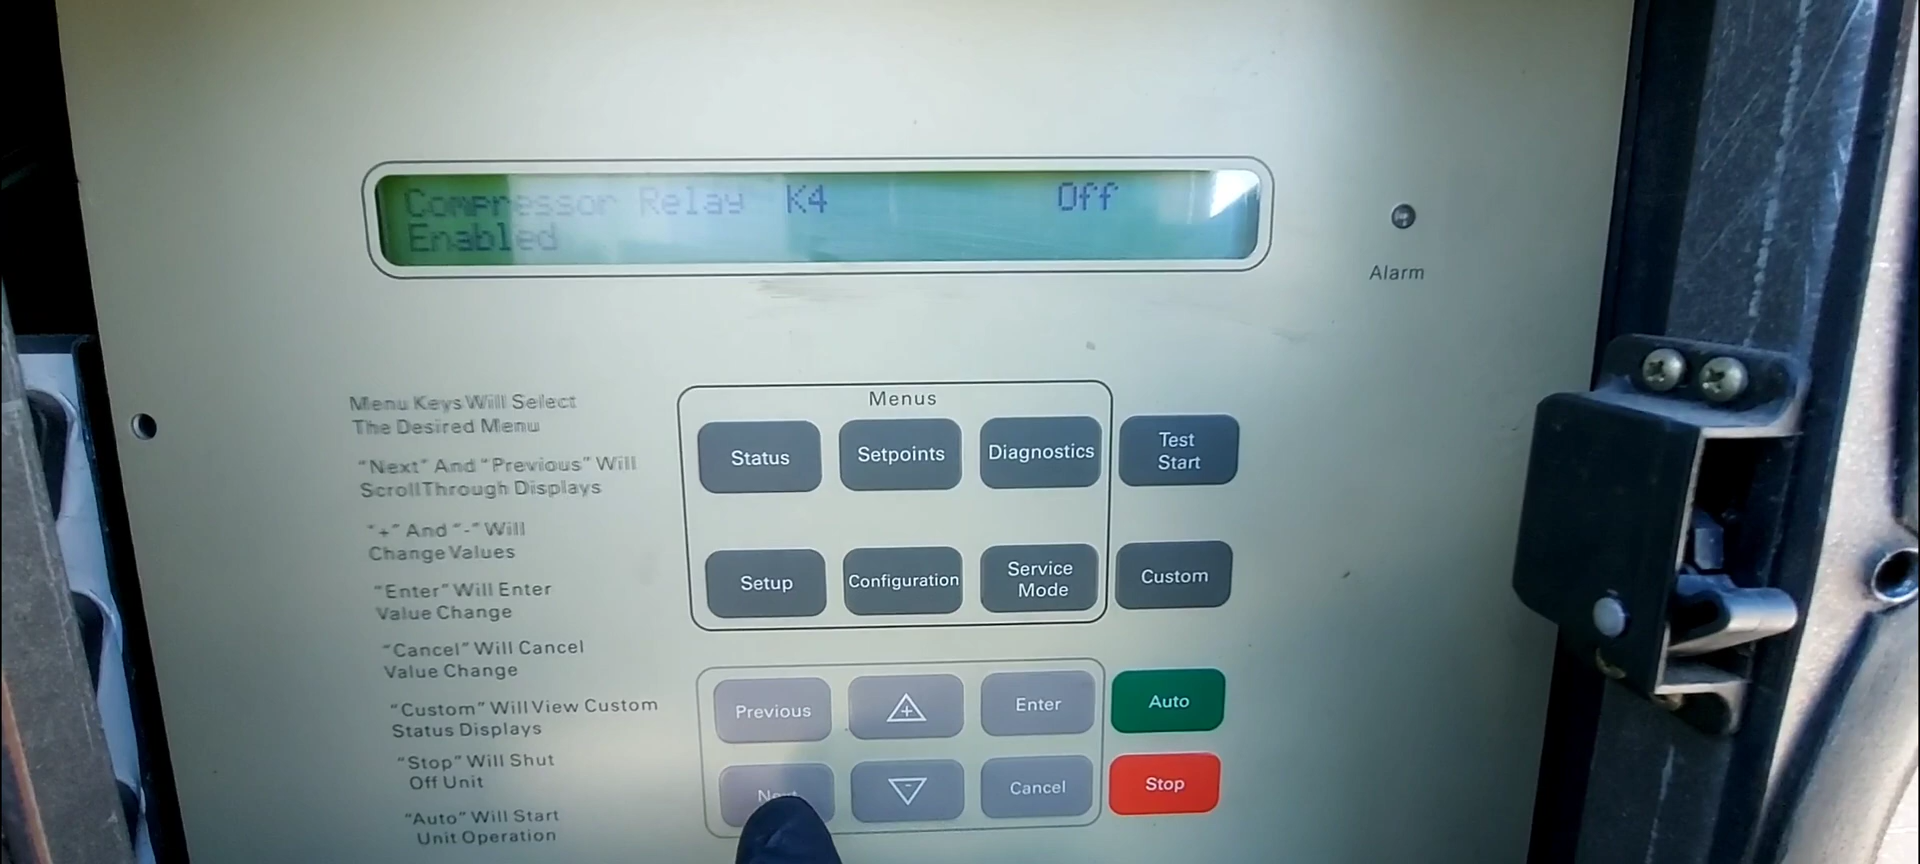 Compressor Relay K4 Off
Enabled
Alarm
Menu Keys Will Select
The Desired Menu
"Next" And "Previous" Will
Scroll Through Displays
"+" And "-" Will
Change Values
"Enter" Will Enter
Value Change
"Cancel" Will Cancel
Value Change
"Custom" Will View Custom
Status Displays
"Stop" Will Shut
Off Unit
"Auto" Will Start
Unit Operation
Menus
Status
Setpoints
Diagnostics
Test
Start
Setup
Configuration
Service
Mode
Custom
Previous
+
Enter
Auto
Next
-
Cancel
Stop